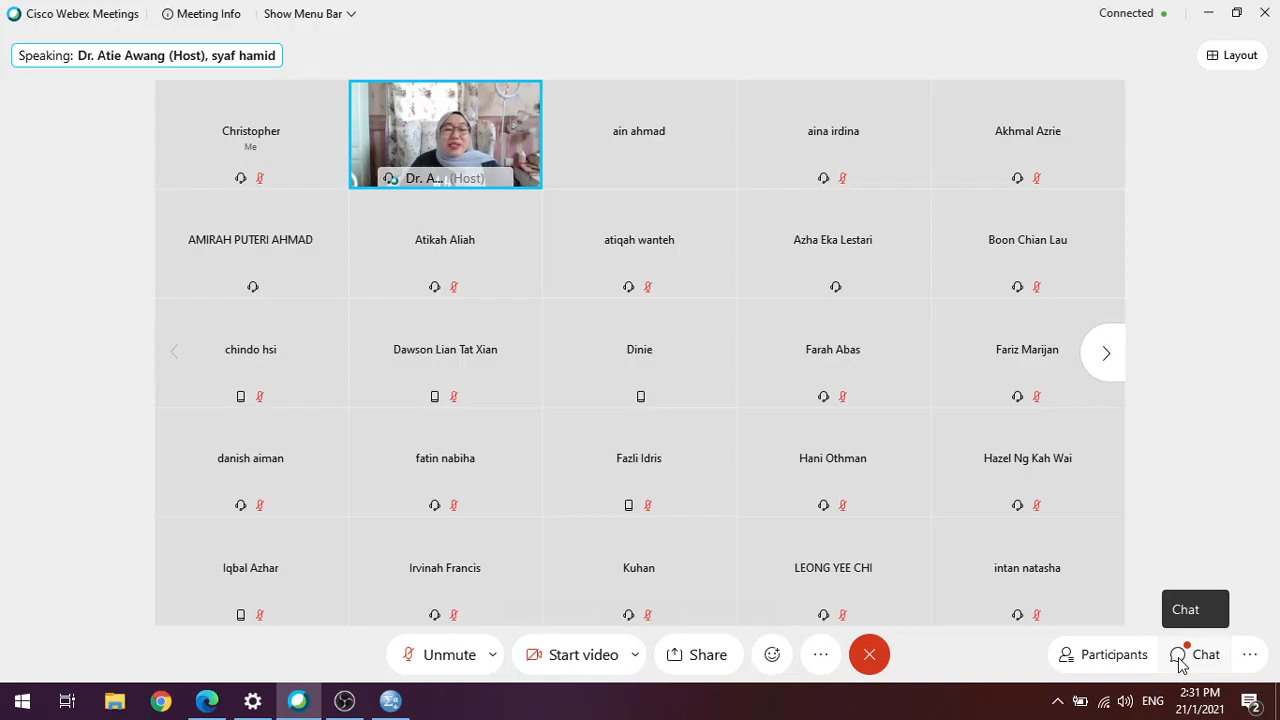 Cisco Webex Meetings
Meeting Info
Show Menu Bar
Connected
Speaking: Dr. Atie Awang (Host), syaf hamid
Layout
Christopher
Me
Dr. A... (Host)
ain ahmad
aina irdina
Akhmal Azrie
AMIRAH PUTERI AHMAD
Atikah Aliah
atiqah wanteh
Azha Eka Lestari
Boon Chian Lau
chindo hsi
Dawson Lian Tat Xian
Dinie
Farah Abas
Fariz Marijan
danish aiman
fatin nabiha
Fazli Idris
Hani Othman
Hazel Ng Kah Wai
Iqbal Azhar
Irvinah Francis
Kuhan
LEONG YEE CHI
intan natasha
Chat
Unmute
Start video
Share
Participants
Chat
ENG
2:31 PM
21/1/2021
2